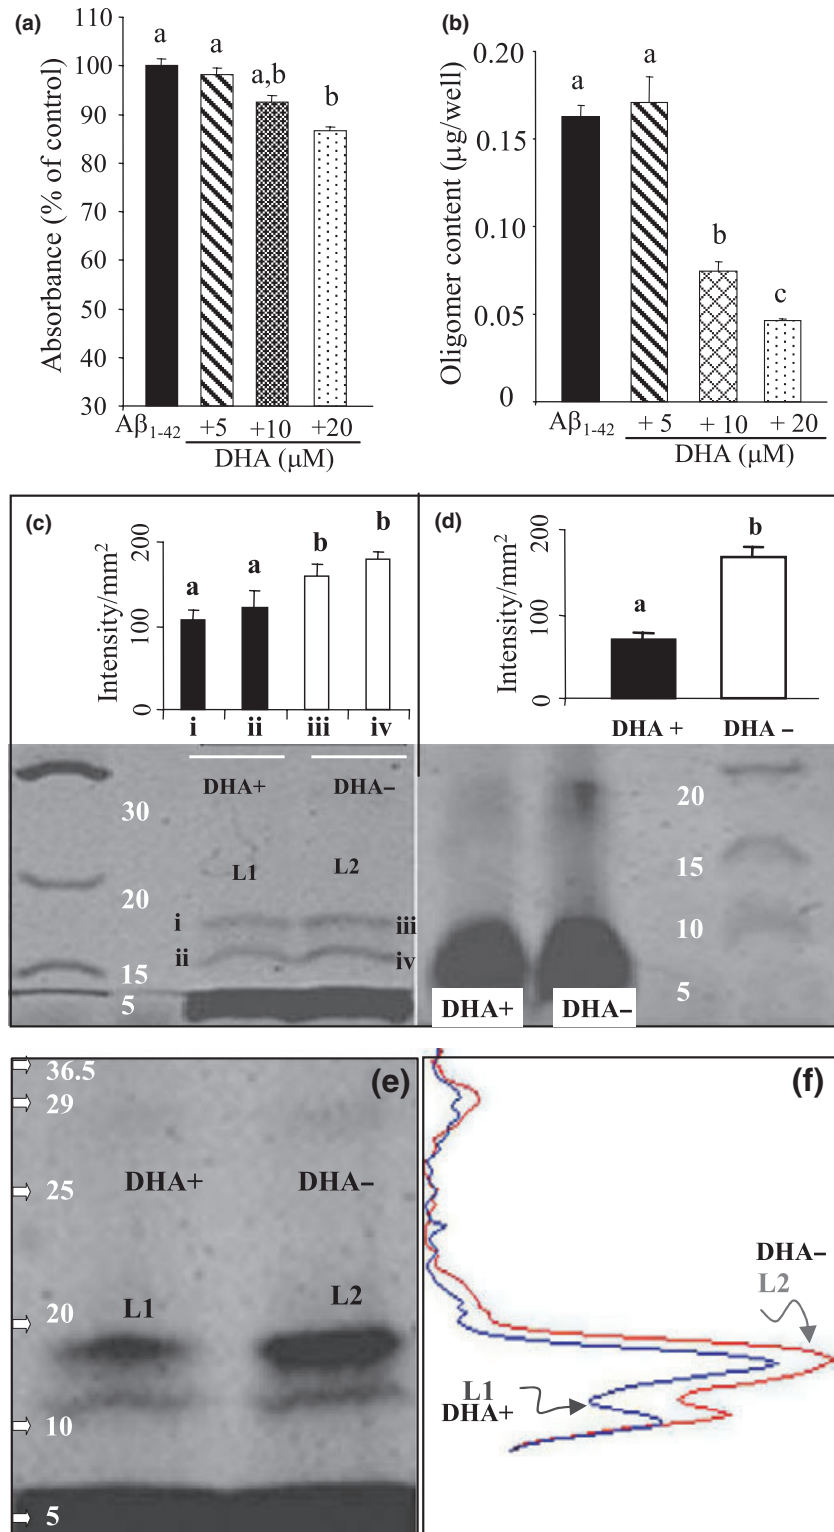 (a)
110
100
90
80
70
60
50
40
30
Absorbance (% of control)
a
a
a,b
b
Aβ1-42
+5
+10
+20
DHA (μM)
(b)
0.20
0.15
0.10
0.05
0
Oligomer content (μg/well)
a
a
b
c
Aβ1-42
+ 5
+ 10
+ 20
DHA (μM)
(c)
200
100
0
Intensity/mm²
a
a
b
b
i
ii
iii
iv
DHA+
DHA−
30
L1
L2
20
i
iii
ii
iv
15
5
(d)
200
100
0
Intensity/mm²
a
b
DHA +
DHA −
20
15
10
5
DHA+
DHA−
(e)
36.5
29
25
DHA+
DHA−
20
L1
L2
10
5
(f)
DHA−
L2
L1
DHA+